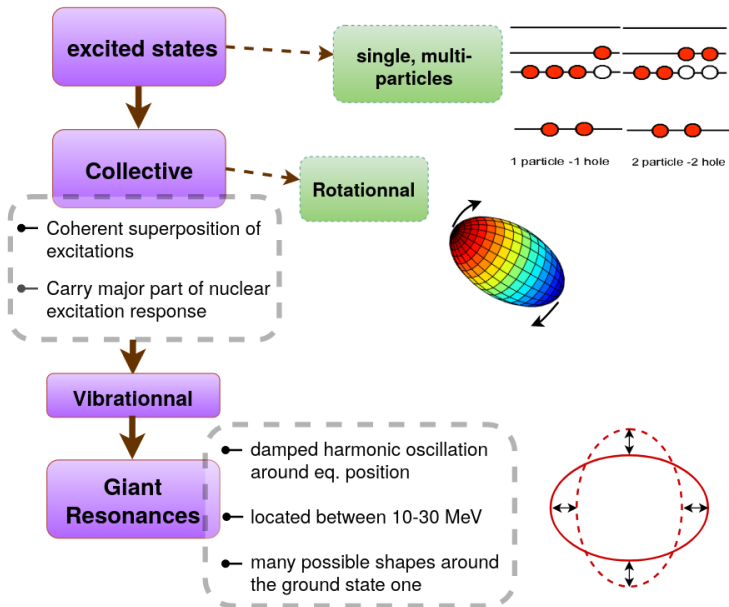 excited states
single, multi-
particles
1 particle -1 hole
2 particle -2 hole
Collective
Rotationnal
Coherent superposition of
excitations
Carry major part of nuclear
excitation response
Vibrationnal
Giant
Resonances
damped harmonic oscillation
around eq. position
located between 10-30 MeV
many possible shapes around
the ground state one